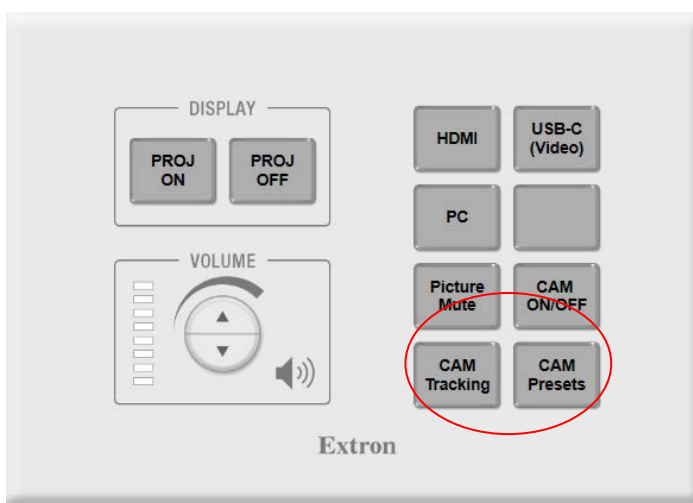 DISPLAY
PROJ
ON
PROJ
OFF
HDMI
USB-C
(Video)
PC
VOLUME
Picture
Mute
CAM
ON/OFF
CAM
Tracking
CAM
Presets
Extron